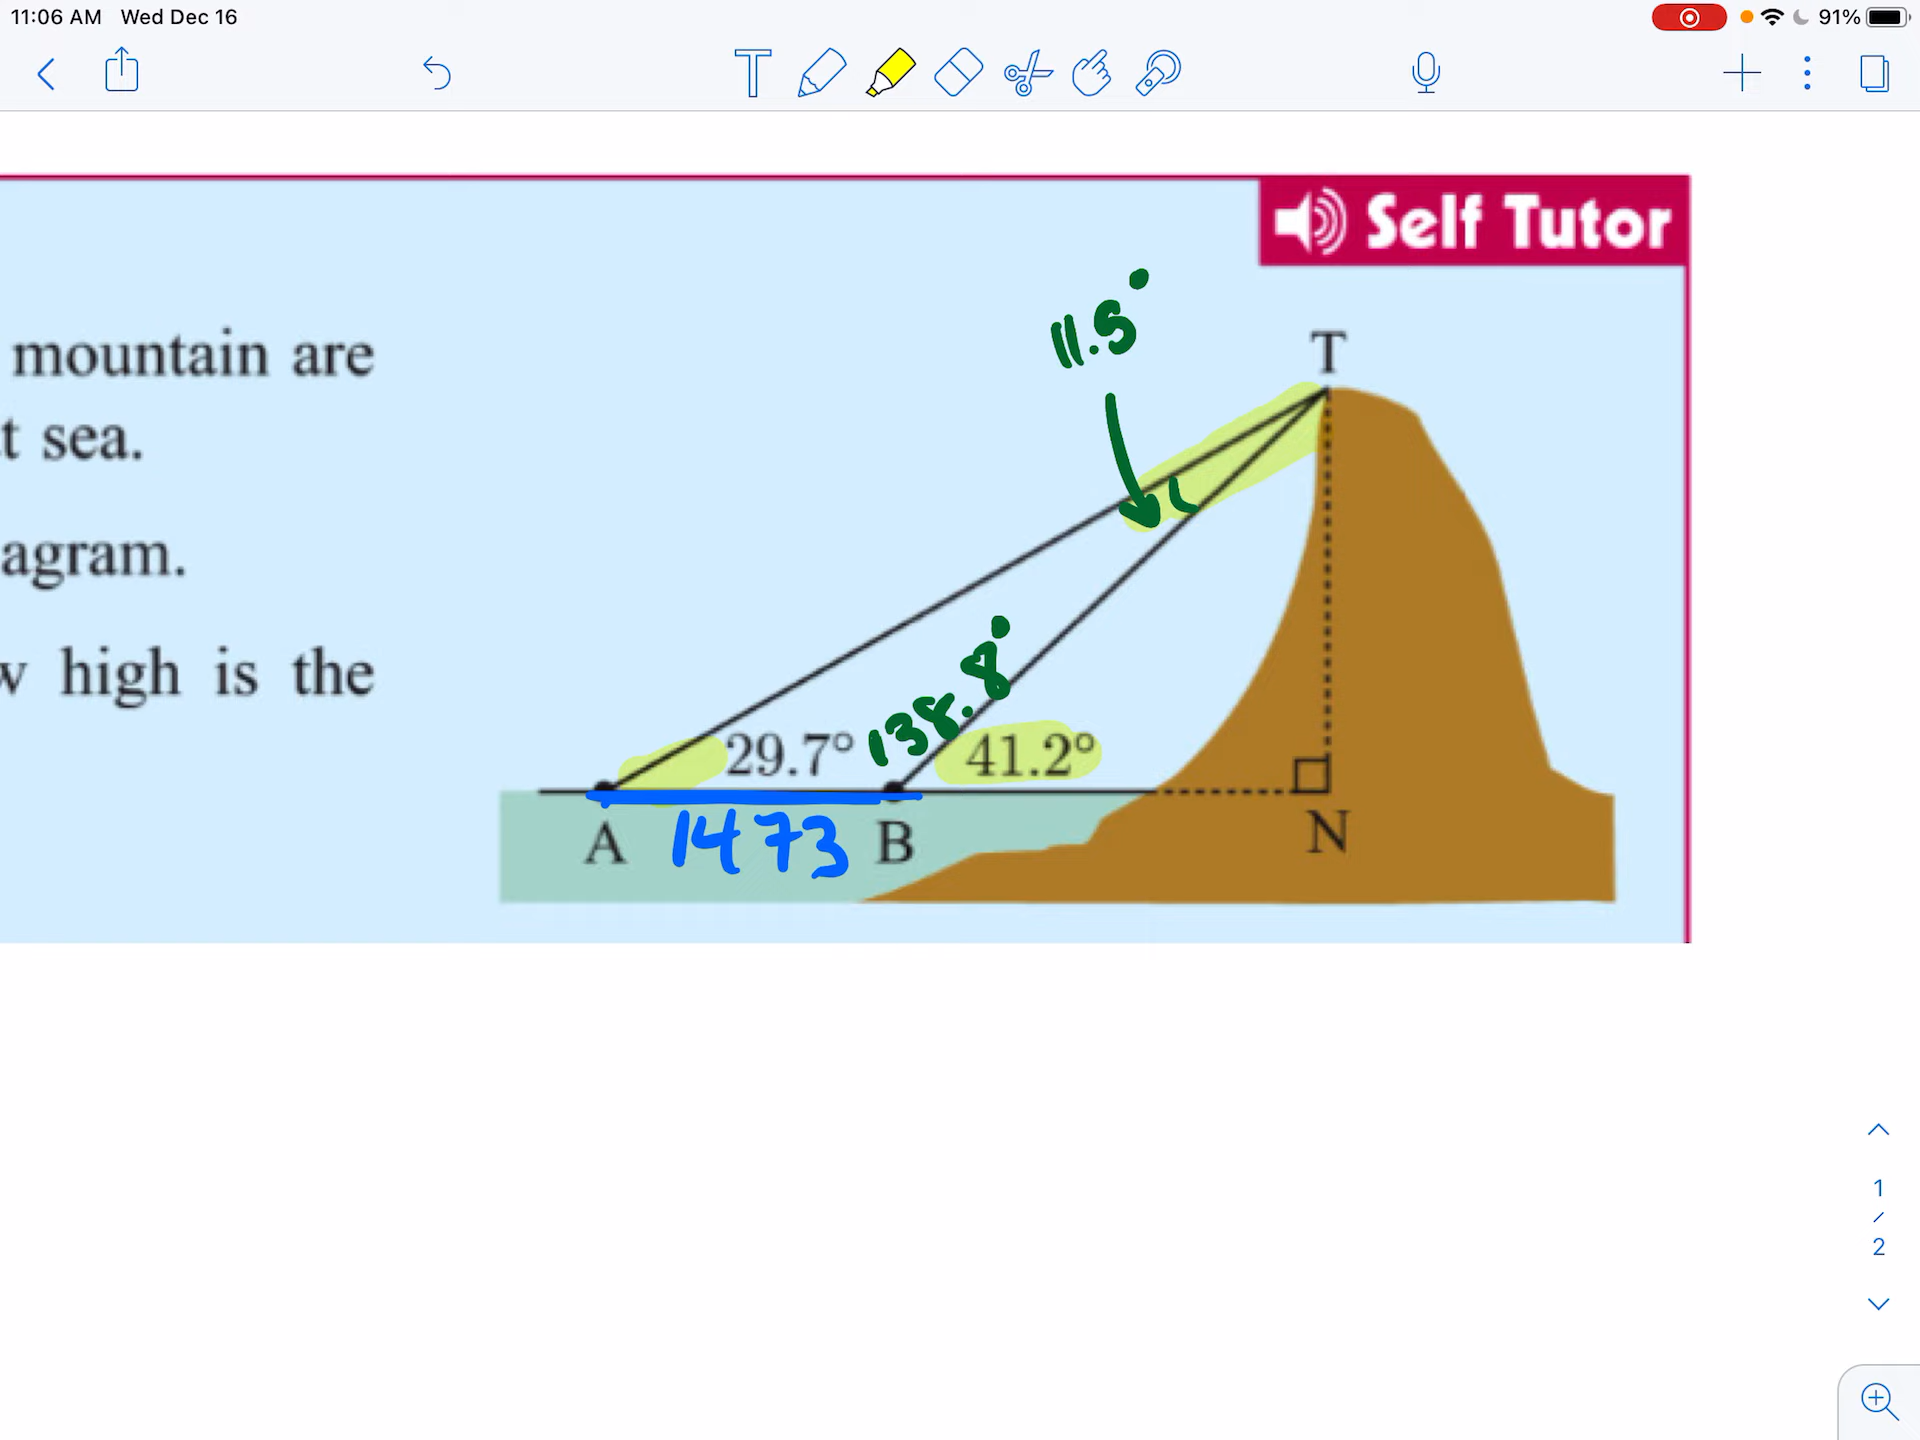 11:06 AM Wed Dec 16
91%
T
Self Tutor
11.5°
mountain are
T
t sea.
agram.
w high is the
138.8°
29.7°
41.2°
A
1473
B
N
1
/
2